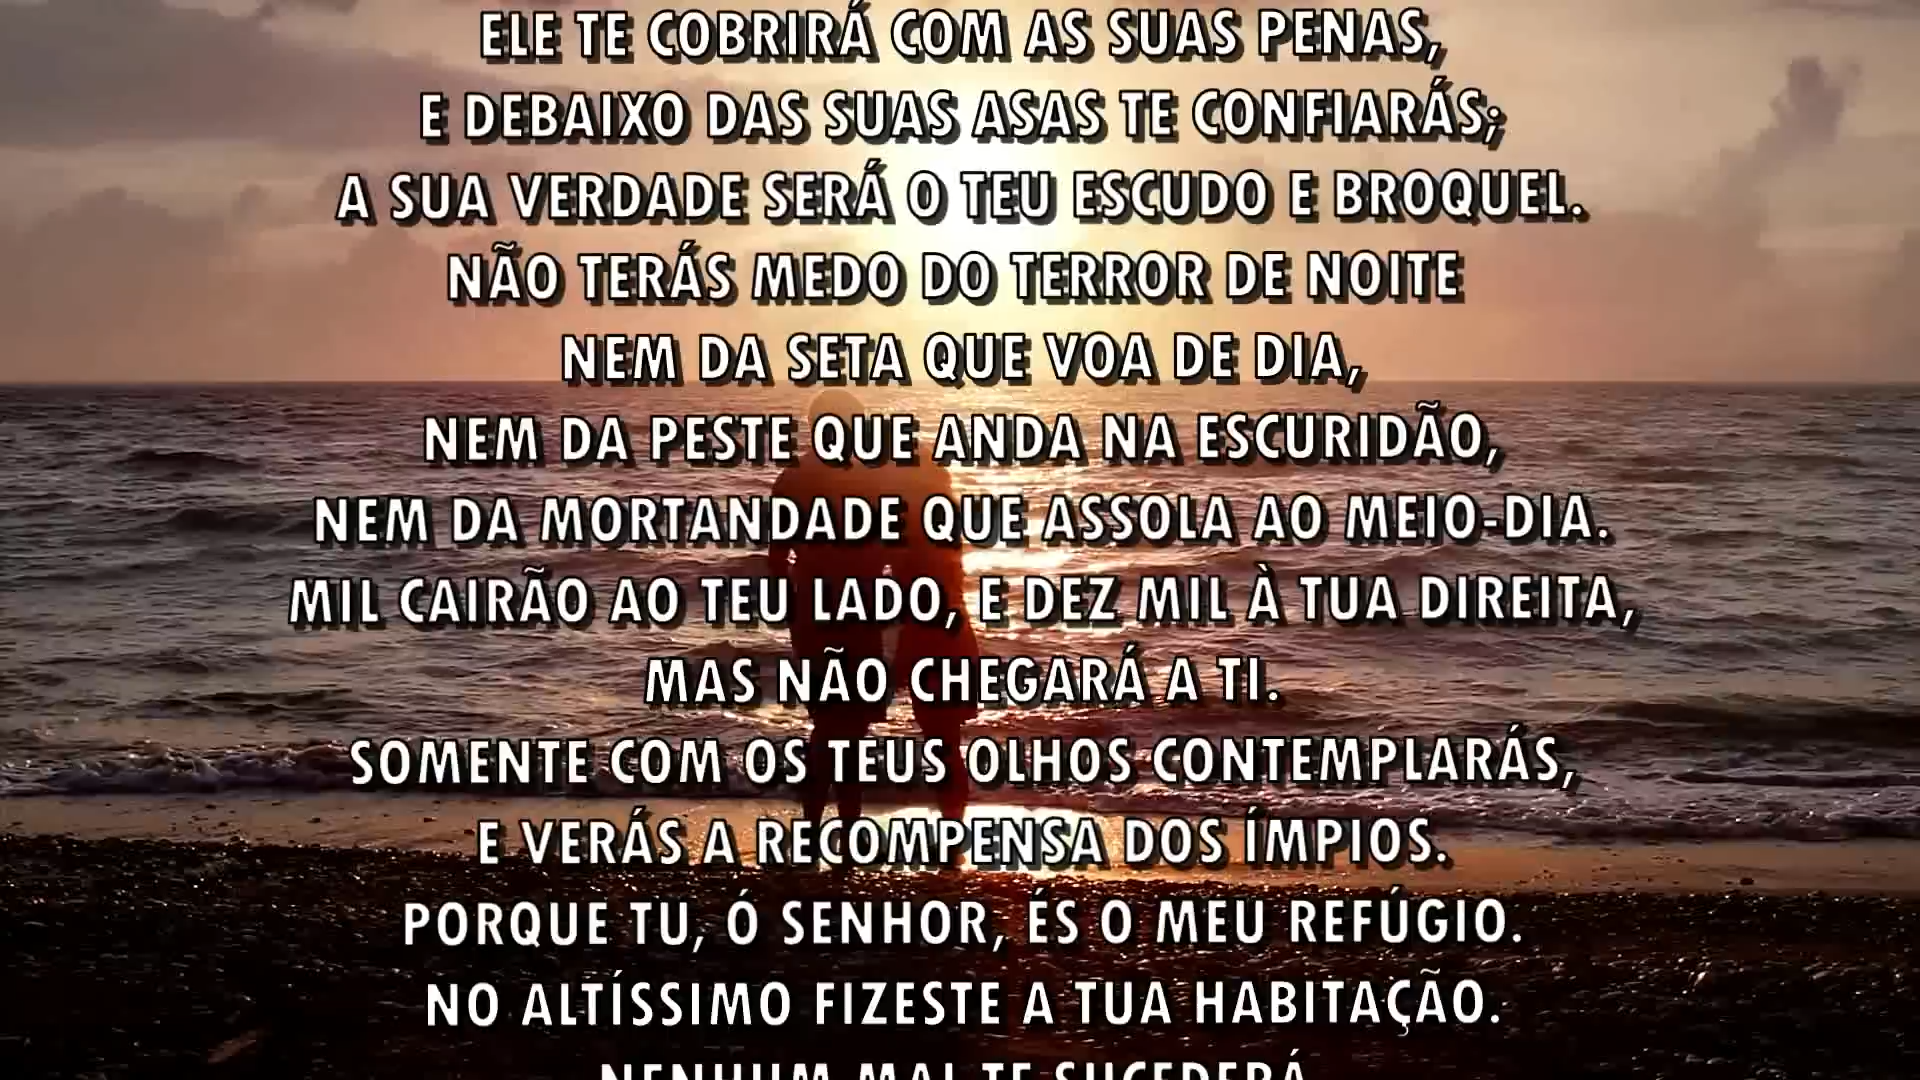 ELE TE COBRIRÁ COM AS SUAS PENAS,
E DEBAIXO DAS SUAS ASAS TE CONFIARÁS;
A SUA VERDADE SERÁ O TEU ESCUDO E BROQUEL.
NÃO TERÁS MEDO DO TERROR DE NOITE
NEM DA SETA QUE VOA DE DIA,
NEM DA PESTE QUE ANDA NA ESCURIDÃO,
NEM DA MORTANDADE QUE ASSOLA AO MEIO-DIA.
MIL CAIRÃO AO TEU LADO, E DEZ MIL À TUA DIREITA,
MAS NÃO CHEGARÁ A TI.
SOMENTE COM OS TEUS OLHOS CONTEMPLARÁS,
E VERÁS A RECOMPENSA DOS ÍMPIOS.
PORQUE TU, Ó SENHOR, ÉS O MEU REFÚGIO.
NO ALTÍSSIMO FIZESTE A TUA HABITAÇÃO.
NENHUM MAL TE SUCEDERÁ